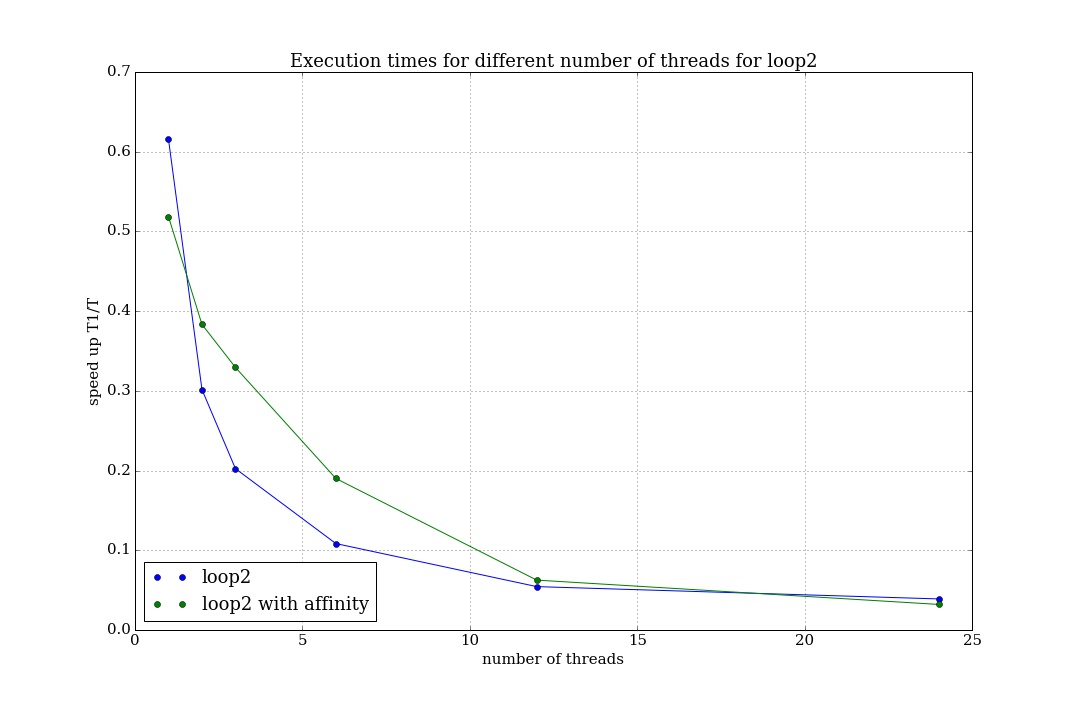 Execution times for different number of threads for loop2
speed up T1/T
0.7
0.6
0.5
0.4
0.3
0.2
0.1
0.0
loop2
loop2 with affinity
0 5 10 15 20 25
number of threads